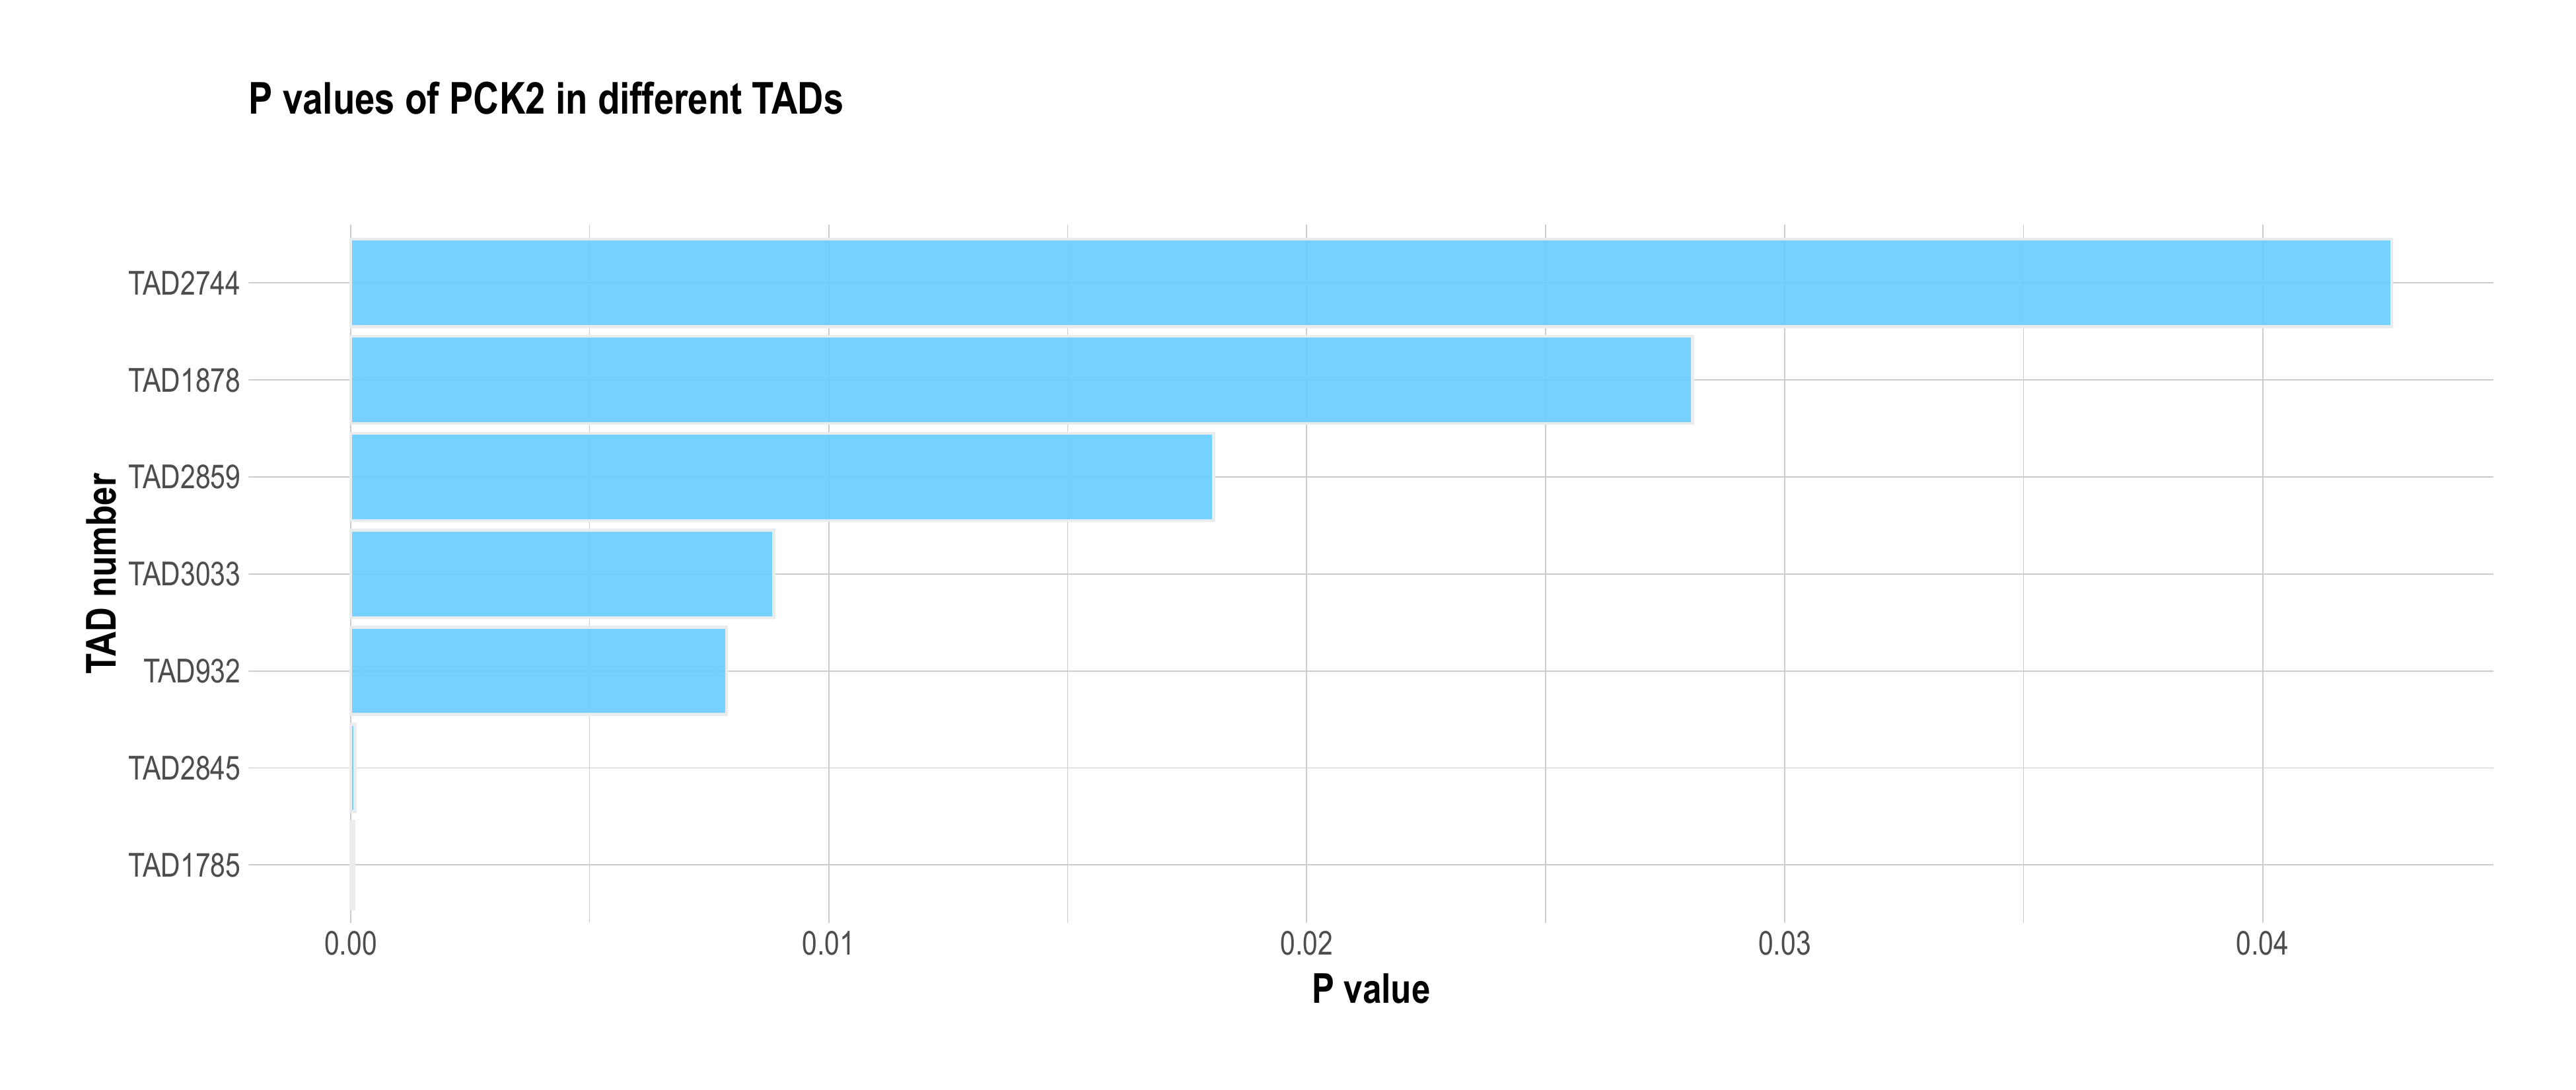 P values of PCK2 in different TADs
TAD number
TAD2744
TAD1878
TAD2859
TAD3033
TAD932
TAD2845
TAD1785
0.00 0.01 0.02 0.03 0.04
P value